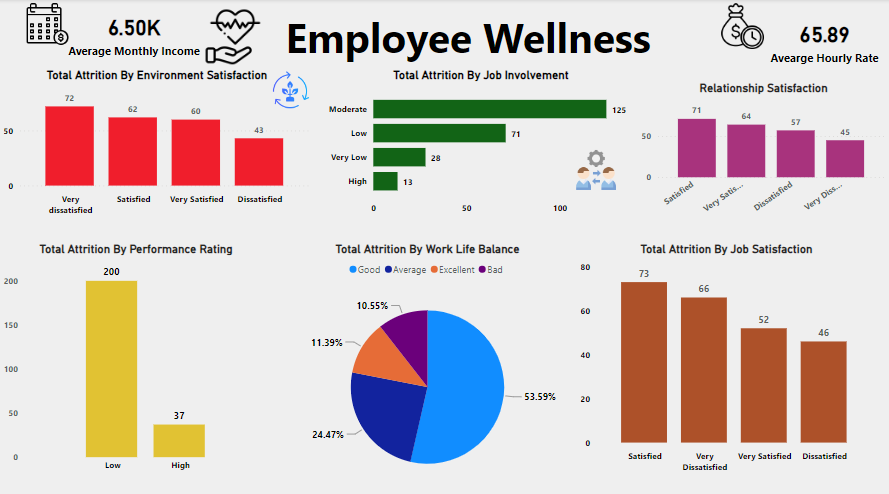 Employee Wellness
6.50K
Average Monthly Income
65.89
Avearge Hourly Rate
Total Attrition By Environment Satisfaction
72
62
60
43
50
0
Very
dissatisfied
Satisfied
Very Satisfied
Dissatisfied
Total Attrition By Job Involvement
Moderate
125
Low
71
Very Low
28
High
13
0
50
100
Relationship Satisfaction
71
64
57
45
50
0
Satisfied
Very Satis...
Dissatisfied
Very Diss...
Total Attrition By Performance Rating
200
200
150
100
50
37
0
Low
High
Total Attrition By Work Life Balance
Good
Average
Excellent
Bad
10.55%
11.39%
53.59%
24.47%
Total Attrition By Job Satisfaction
80
73
66
60
52
46
40
20
0
Satisfied
Very
Dissatisfied
Very Satisfied
Dissatisfied